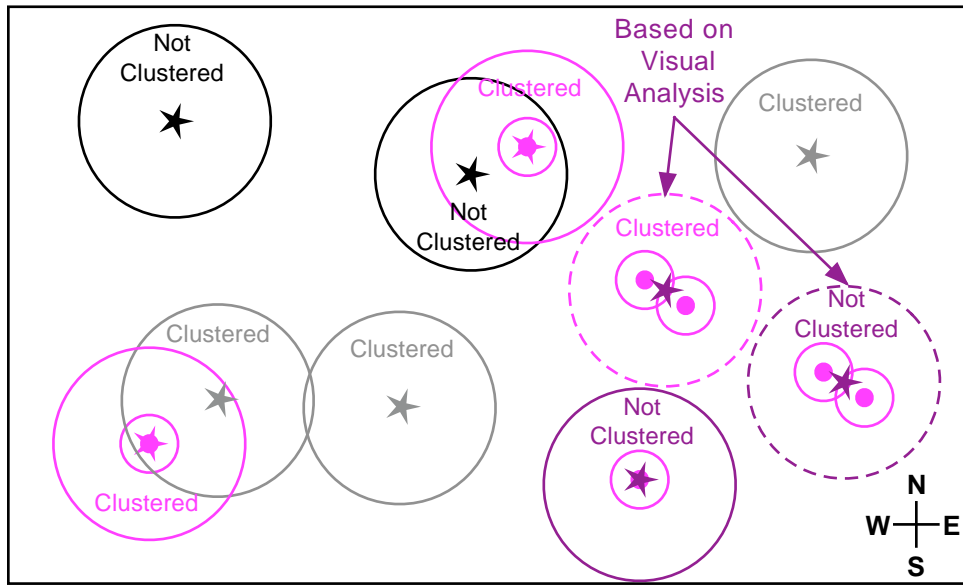 Not
Clustered
Based on
Visual
Analysis
Clustered
Clustered
Not
Clustered
Clustered
Not
Clustered
Clustered
Clustered
Not
Clustered
Clustered
N
W E
S